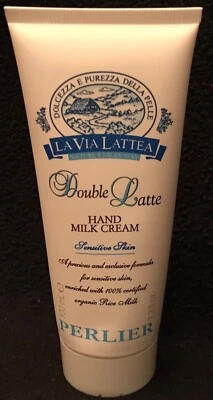 DOLCEZZA E PUREZZA DELLA PELLE
LA VIA LATTEA
Double Latte
HAND
MILK CREAM
Sensitive Skin
A precious and exclusive formula
for sensitive skin,
enriched with 100% certified
organic Rice Milk
PERLIER